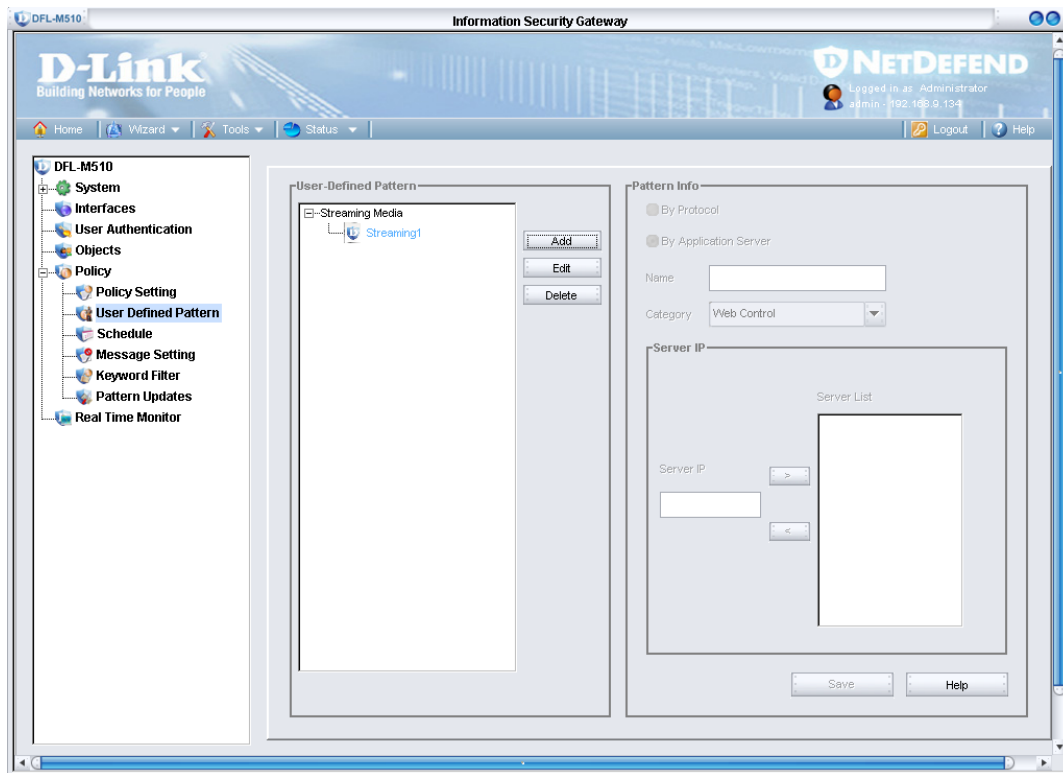 DFL-M510
Information Security Gateway
D-Link
Building Networks for People
NETDEFEND
Logged in as Administrator
admin - 192.168.9.134
Home
Wizard
Tools
Status
Logout
Help
DFL-M510
System
Interfaces
User Authentication
Objects
Policy
Policy Setting
User Defined Pattern
Schedule
Message Setting
Keyword Filter
Pattern Updates
Real Time Monitor
User-Defined Pattern
Streaming Media
Streaming1
Add
Edit
Delete
Pattern Info
By Protocol
By Application Server
Name
Category
Web Control
Server IP
Server List
Server IP
>
<
Save
Help